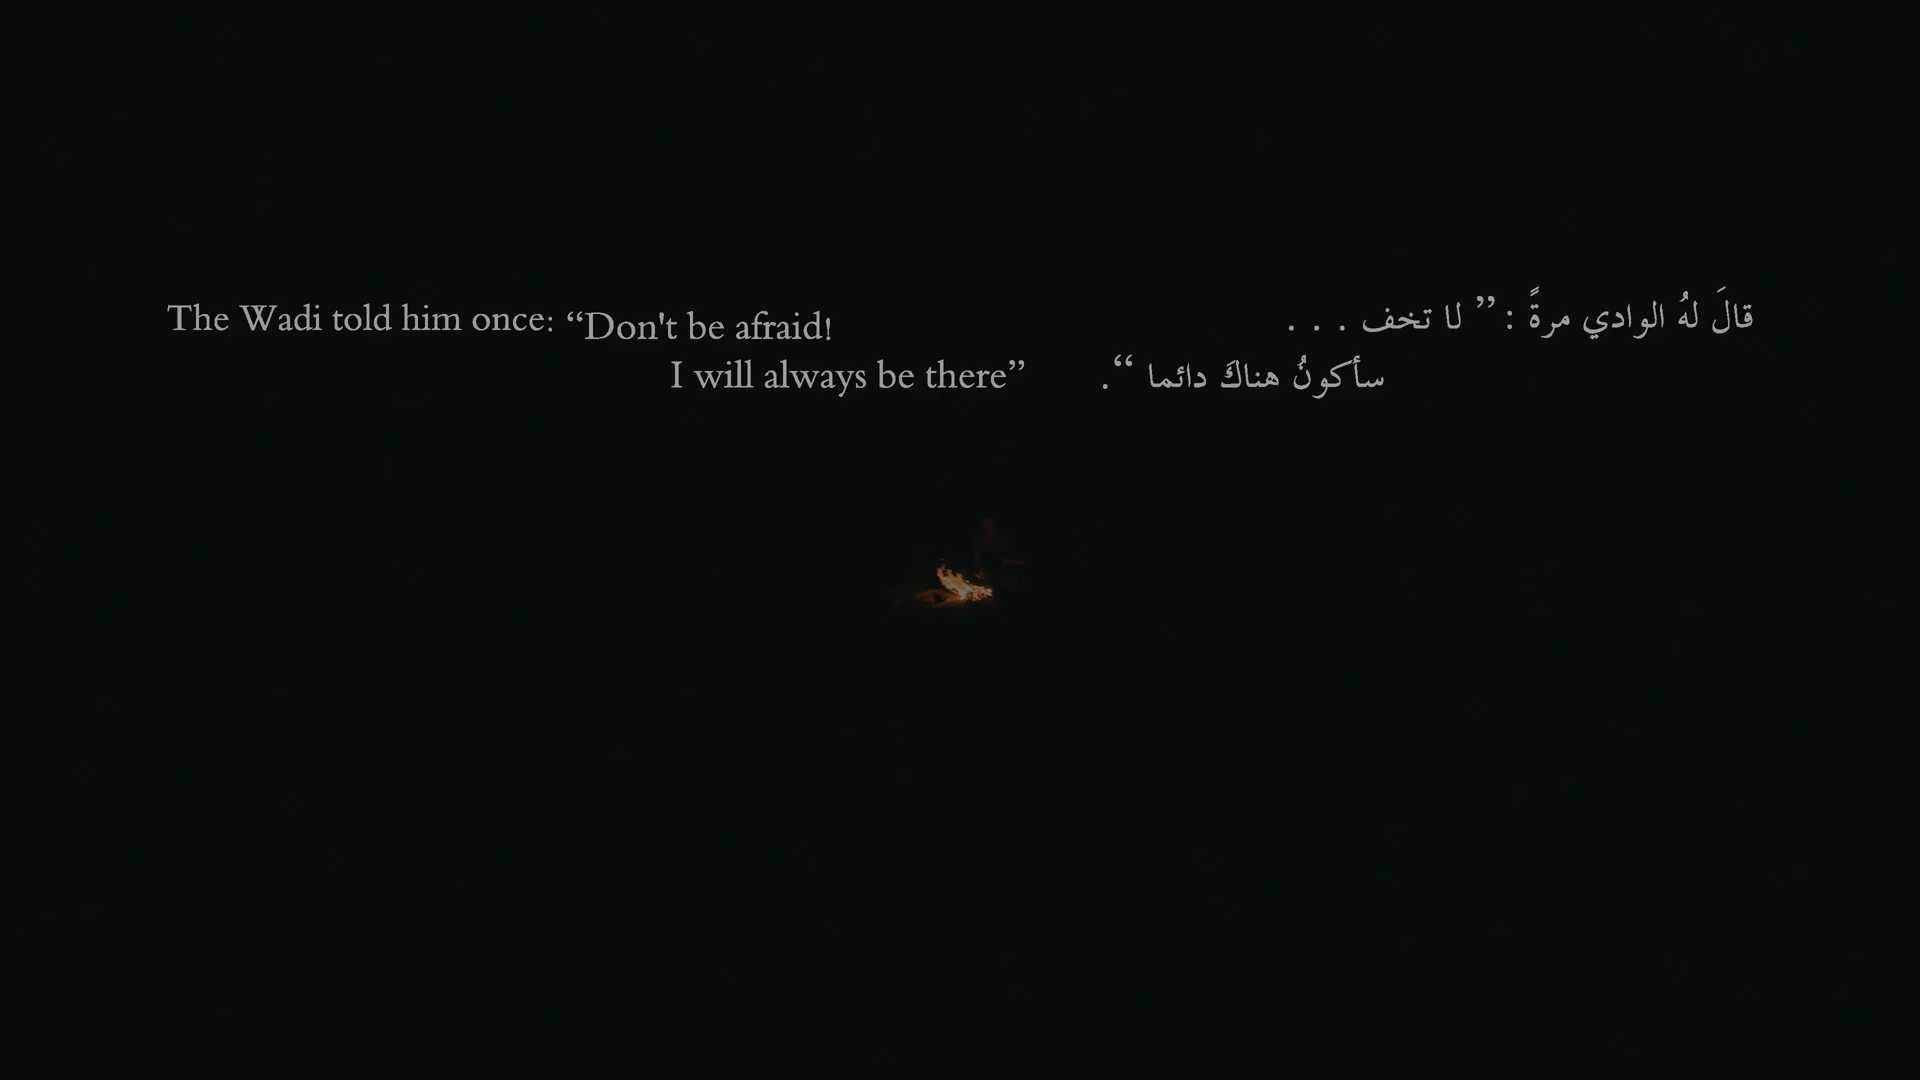 The Wadi told him once: “Don't be afraid!
I will always be there”
قالَ لهُ الوادي مرةً : ” لا تخف . . .
سأكونُ هناكَ دائما “.